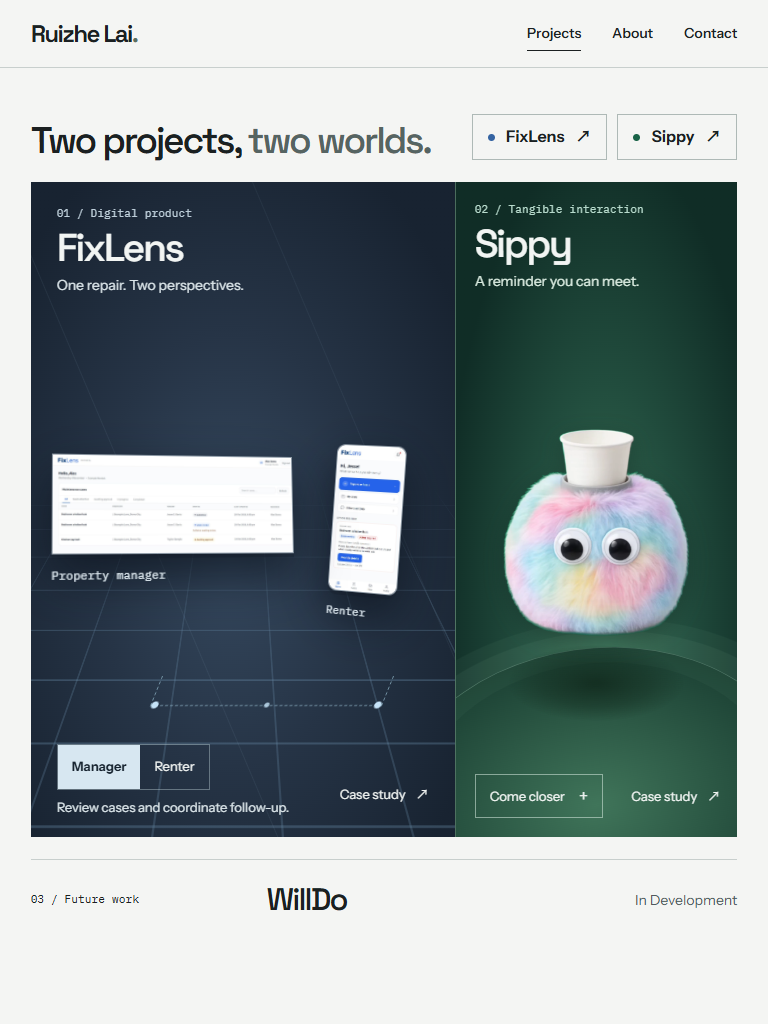 Ruizhe Lai.
Projects
About
Contact
Two projects, two worlds.
FixLens ↗
Sippy ↗
01 / Digital product
FixLens
One repair. Two perspectives.
02 / Tangible interaction
Sippy
A reminder you can meet.
FixLens
FixLens
Property manager
Renter
Manager
Renter
Review cases and coordinate follow-up.
Case study ↗
Come closer +
Case study ↗
03 / Future work
WillDo
In Development